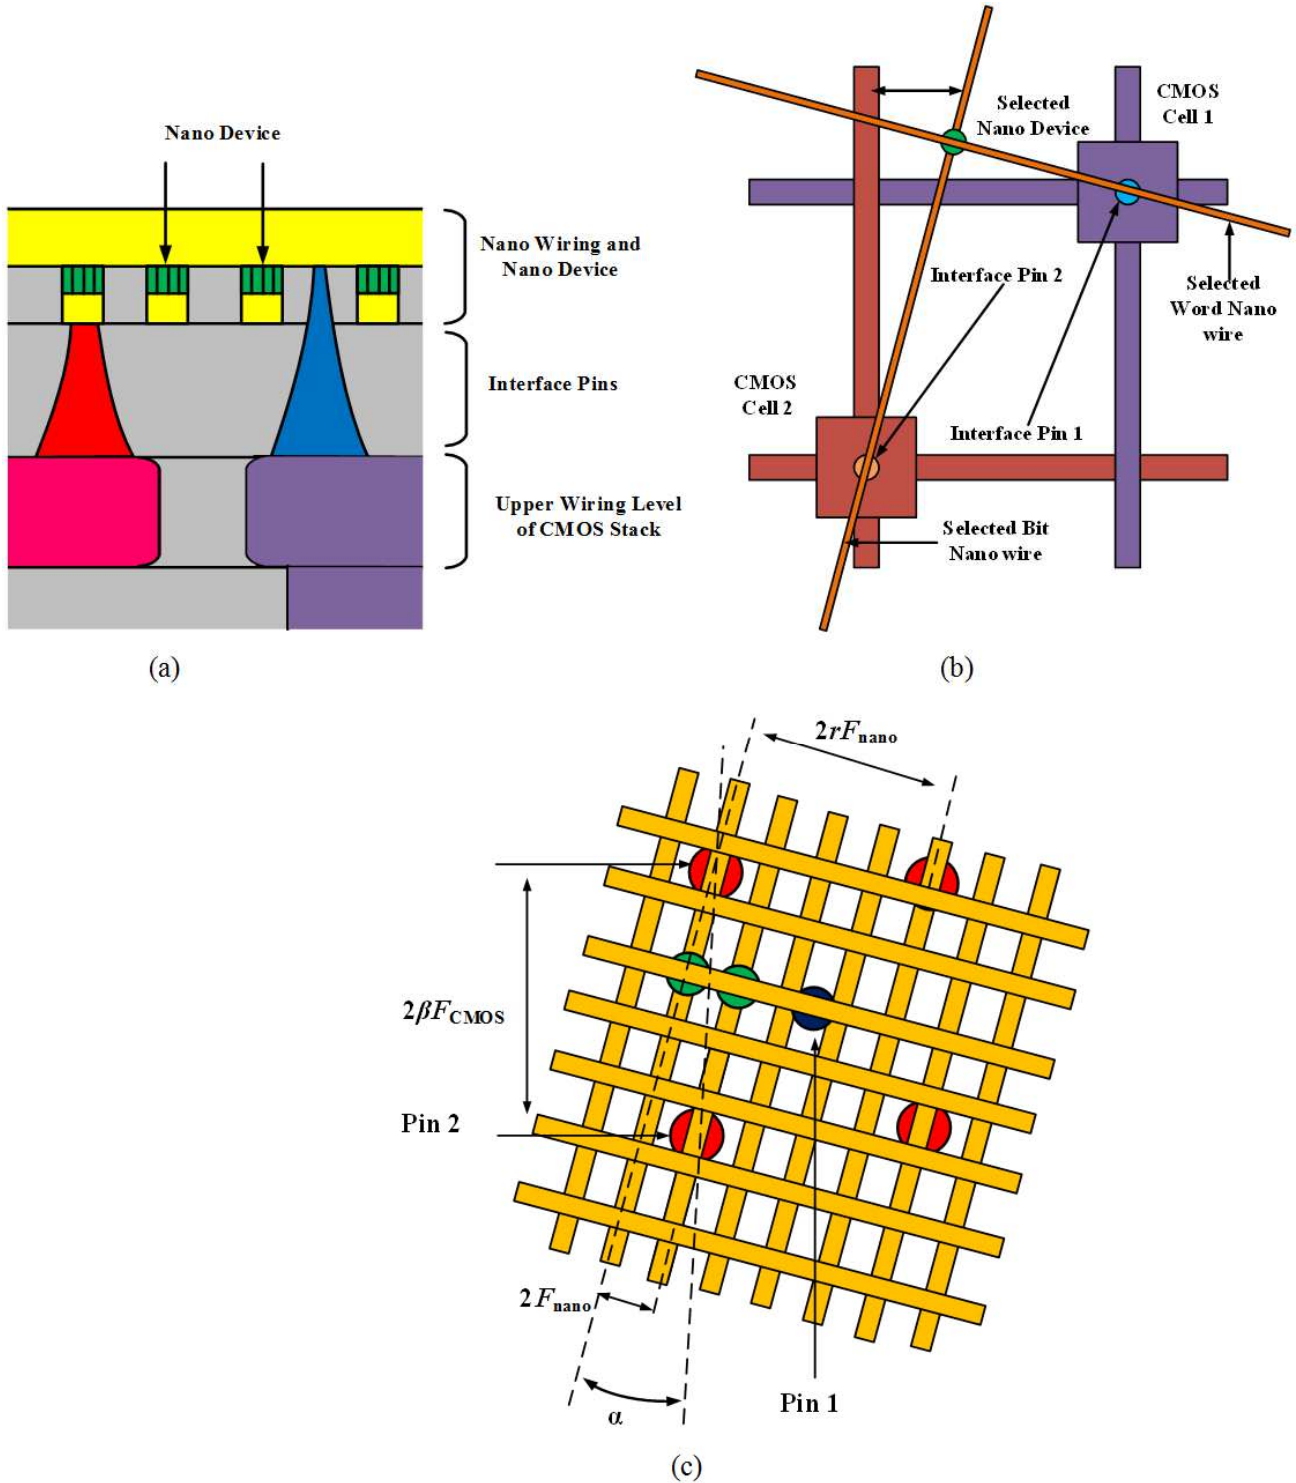 Nano Device
Nano Wiring and
Nano Device
Interface Pins
Upper Wiring Level
of CMOS Stack
(a)
CMOS
Cell 1
Selected
Nano Device
Interface Pin 2
Selected
Word Nano
wire
CMOS
Cell 2
Interface Pin 1
Selected Bit
Nano wire
(b)
2rFnano
2βFCMOS
Pin 2
2Fnano
α
Pin 1
(c)